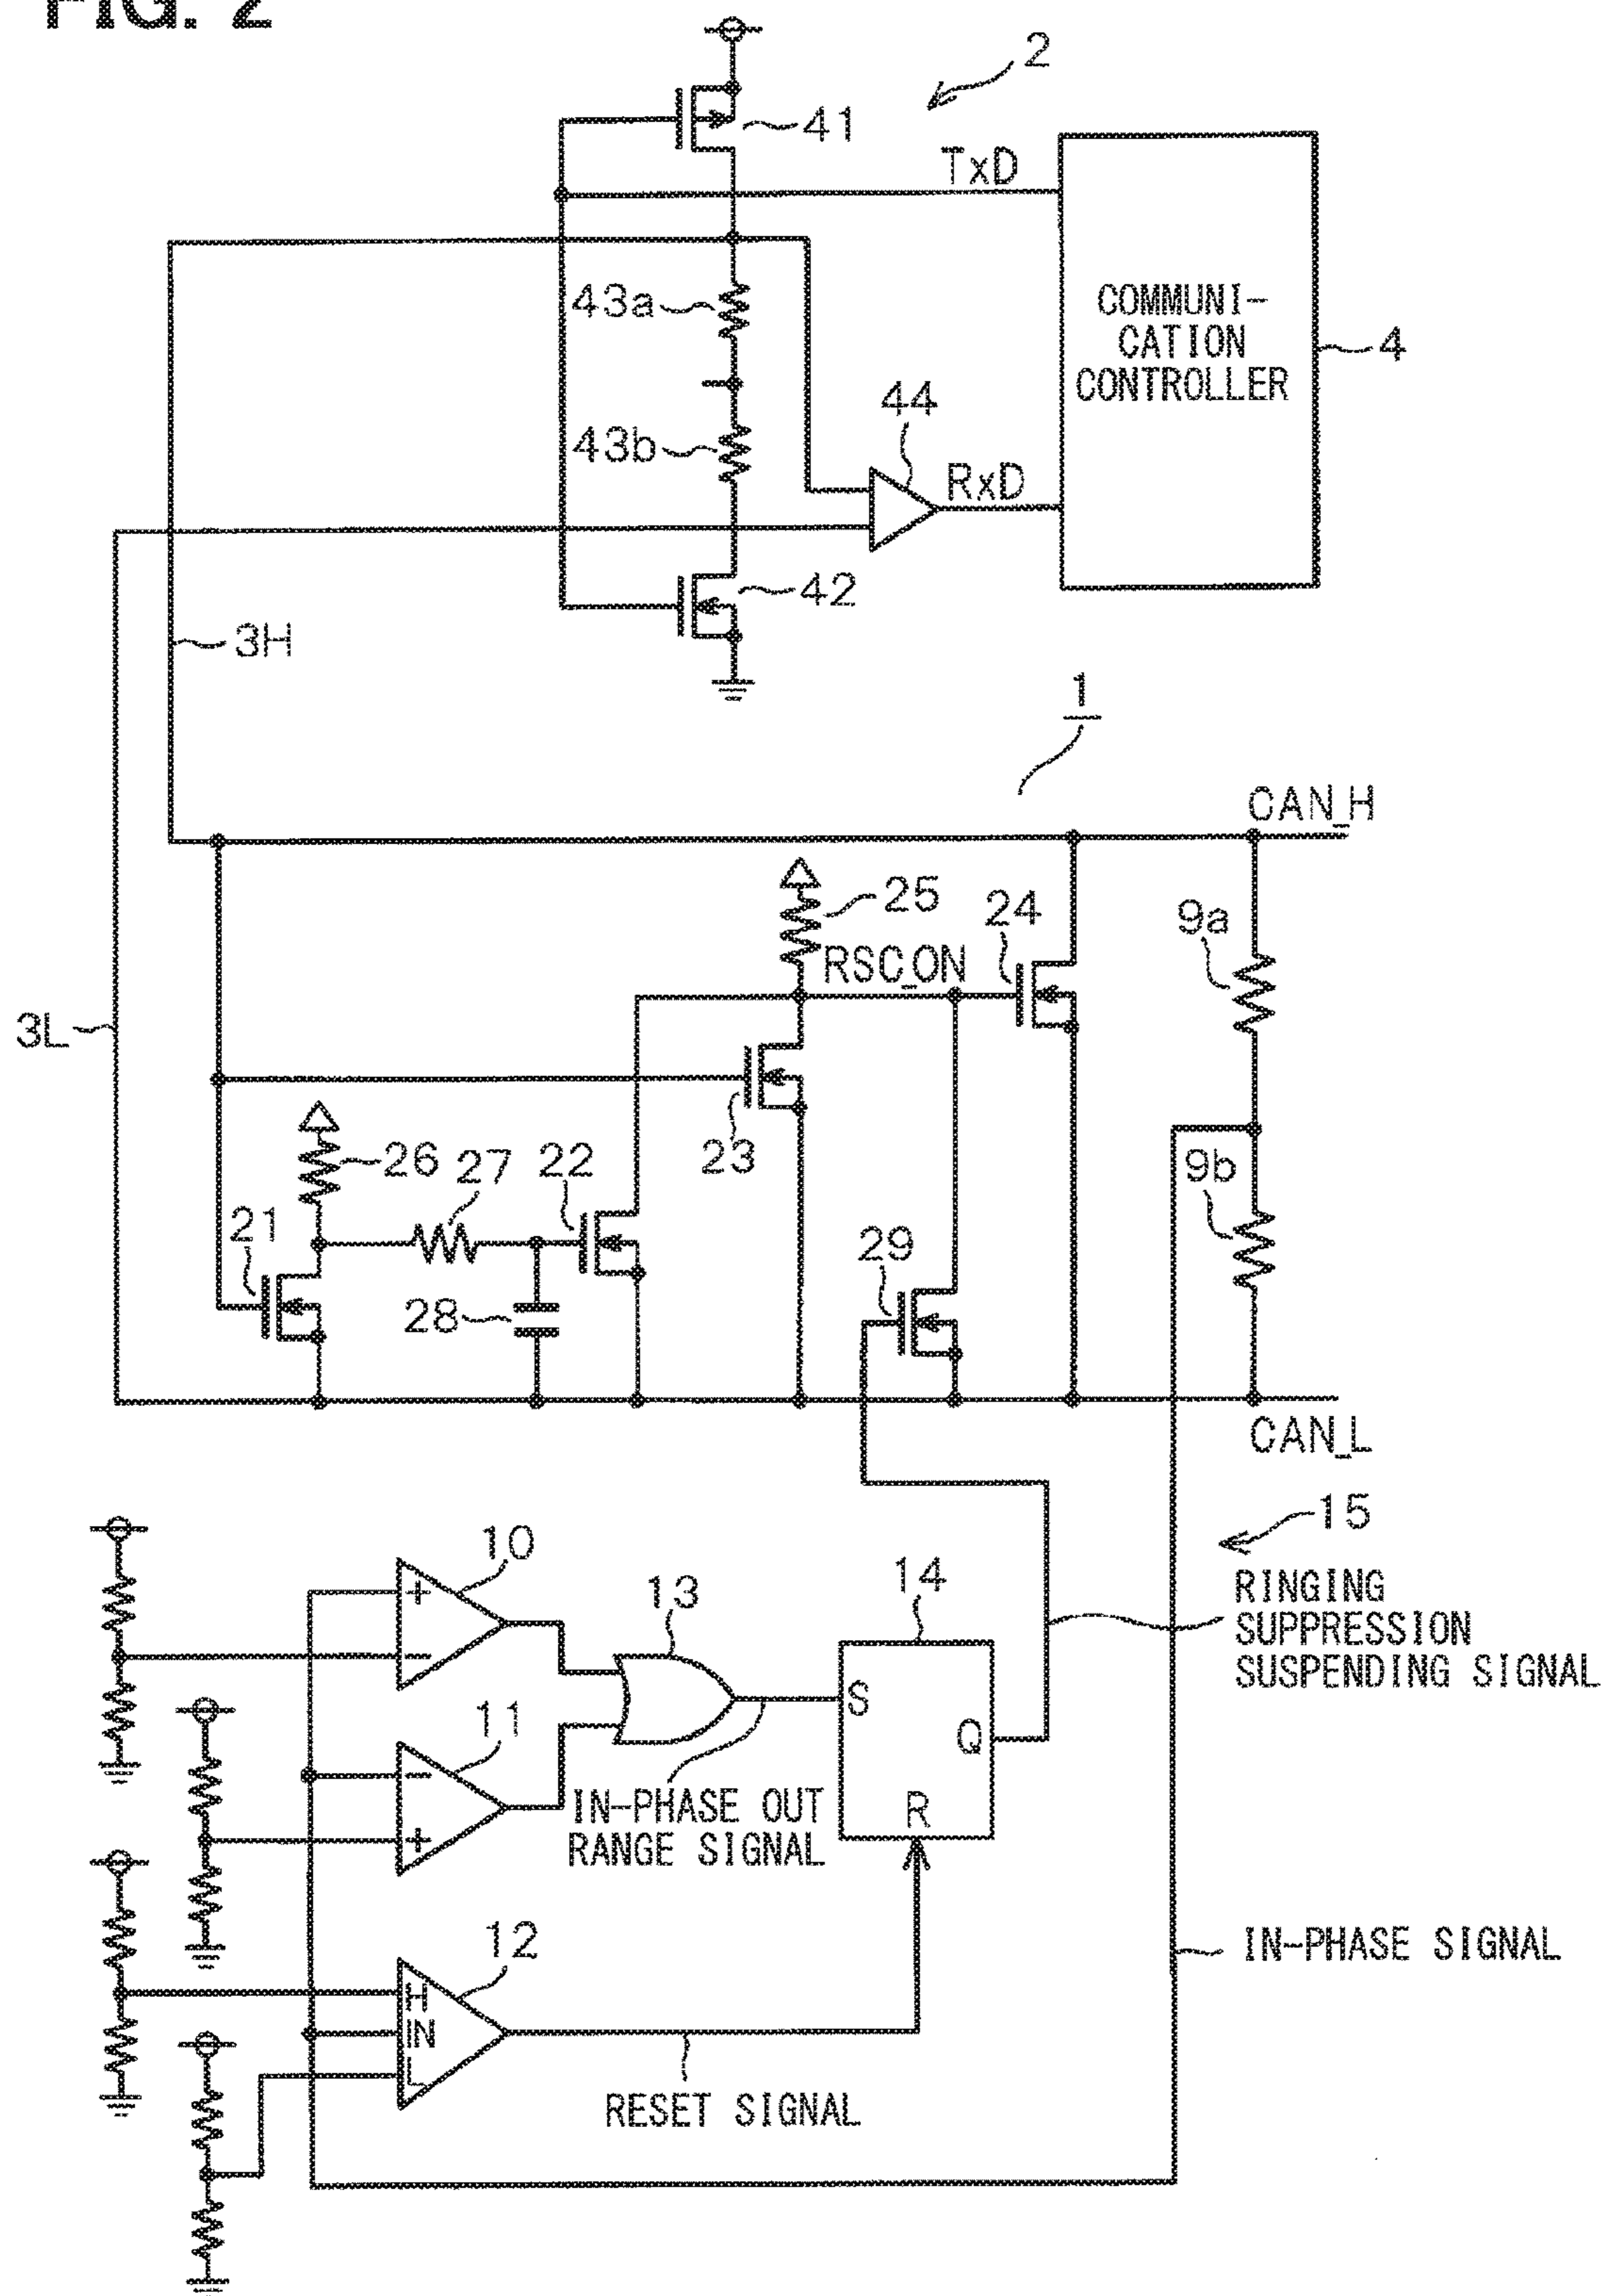 FIG. 2
2
41
TxD
43a
COMMUNI-
CATION
CONTROLLER
4
44
43b
RxD
42
3H
1
CAN_H
25
24
9a
RSC_ON
3L
23
26
27
22
9b
21
29
28
CAN_L
15
10
13
14
RINGING
SUPPRESSION
SUSPENDING SIGNAL
+
−
S
11
Q
−
IN-PHASE OUT
RANGE SIGNAL
R
+
12
IN-PHASE SIGNAL
H
IN
L
RESET SIGNAL